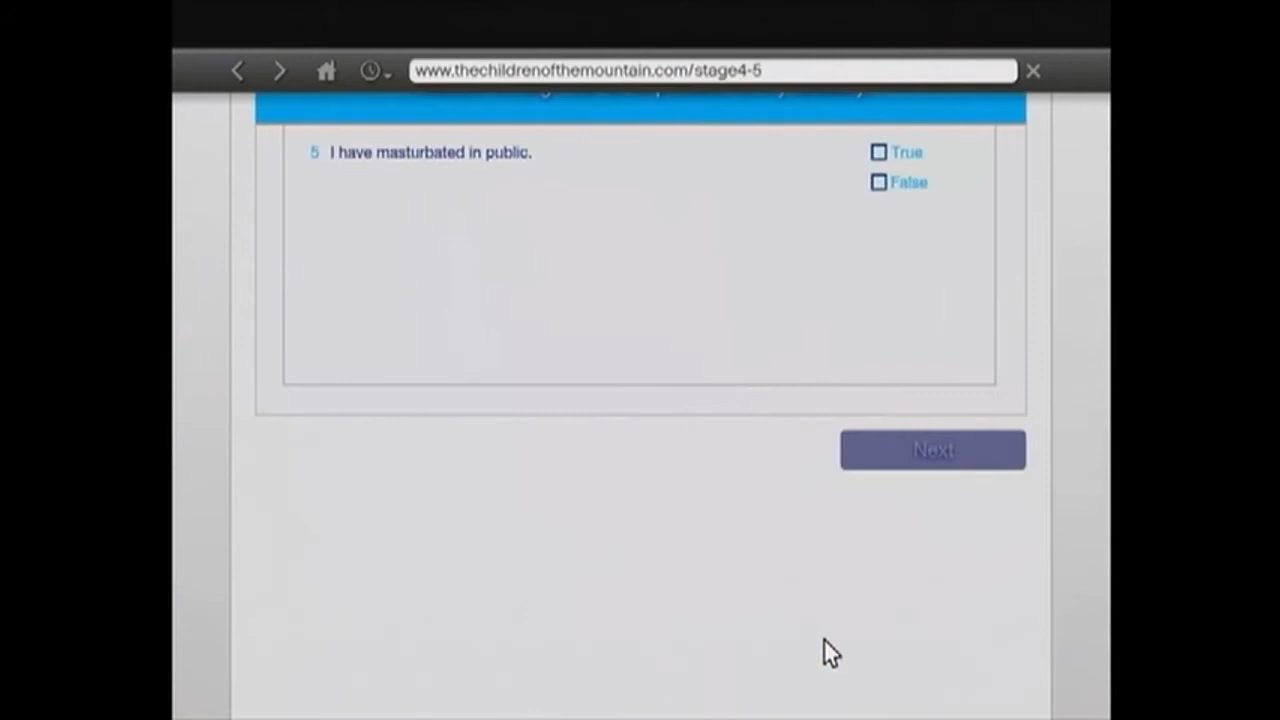 www.thechildrenofthemountain.com/stage4-5
5 I have masturbated in public.
True
False
Next